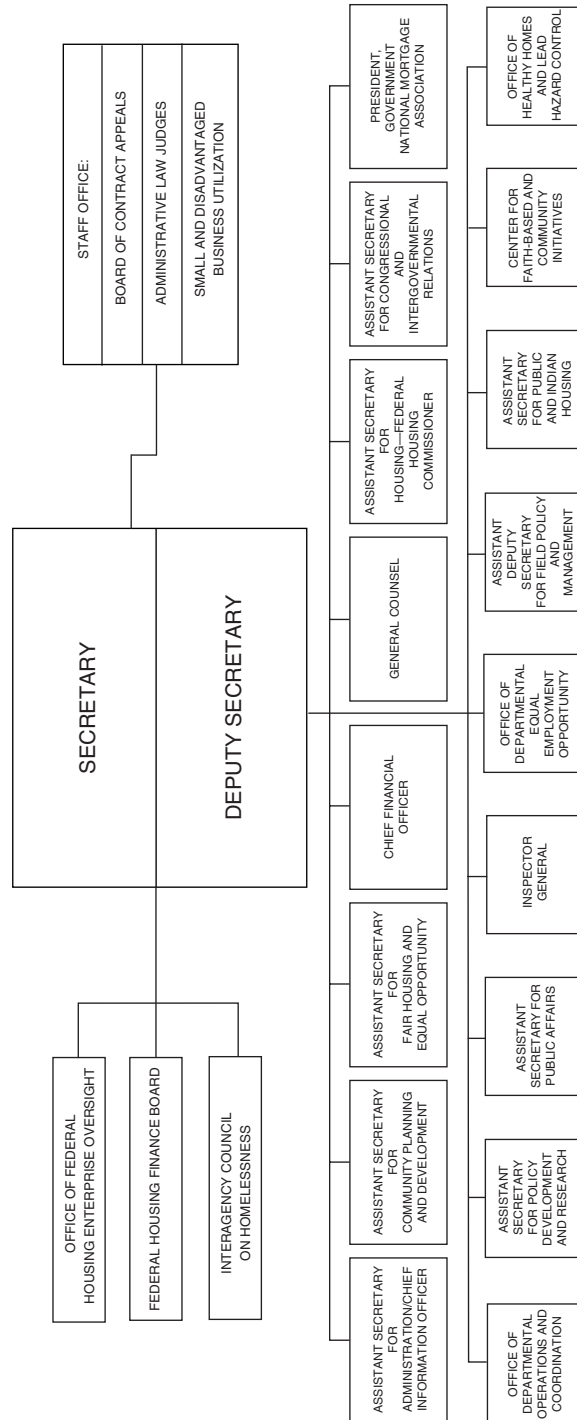 SECRETARY
DEPUTY SECRETARY
OFFICE OF FEDERAL
HOUSING ENTERPRISE OVERSIGHT
FEDERAL HOUSING FINANCE BOARD
INTERAGENCY COUNCIL
ON HOMELESSNESS
STAFF OFFICE:
BOARD OF CONTRACT APPEALS
ADMINISTRATIVE LAW JUDGES
SMALL AND DISADVANTAGED
BUSINESS UTILIZATION
ASSISTANT SECRETARY
FOR
ADMINISTRATION/CHIEF
INFORMATION OFFICER
ASSISTANT SECRETARY
FOR
COMMUNITY PLANNING
AND DEVELOPMENT
ASSISTANT SECRETARY
FOR
FAIR HOUSING AND
EQUAL OPPORTUNITY
CHIEF FINANCIAL
OFFICER
GENERAL COUNSEL
ASSISTANT SECRETARY
FOR
HOUSING—FEDERAL
HOUSING
COMMISSIONER
ASSISTANT SECRETARY
FOR CONGRESSIONAL
AND
INTERGOVERNMENTAL
RELATIONS
PRESIDENT,
GOVERNMENT
NATIONAL MORTGAGE
ASSOCIATION
OFFICE OF
DEPARTMENTAL
OPERATIONS AND
COORDINATION
ASSISTANT
SECRETARY
FOR POLICY
DEVELOPMENT
AND RESEARCH
ASSISTANT
SECRETARY FOR
PUBLIC AFFAIRS
INSPECTOR
GENERAL
OFFICE OF
DEPARTMENTAL
EQUAL
EMPLOYMENT
OPPORTUNITY
ASSISTANT
DEPUTY
SECRETARY
FOR FIELD POLICY
AND
MANAGEMENT
ASSISTANT
SECRETARY
FOR PUBLIC
AND INDIAN
HOUSING
CENTER FOR
FAITH-BASED AND
COMMUNITY
INITIATIVES
OFFICE OF
HEALTHY HOMES
AND LEAD
HAZARD CONTROL